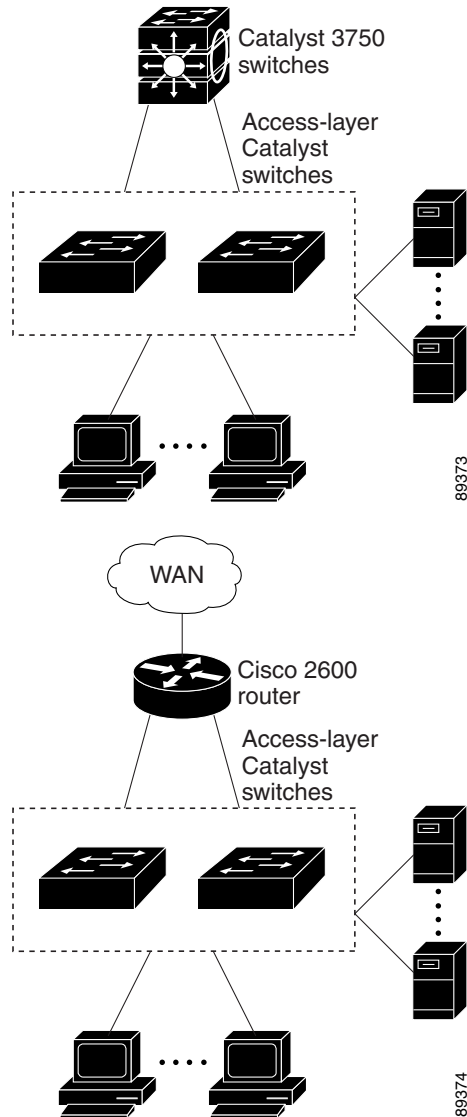 Catalyst 3750
switches
Access-layer
Catalyst
switches
89373
WAN
Cisco 2600
router
Access-layer
Catalyst
switches
89374